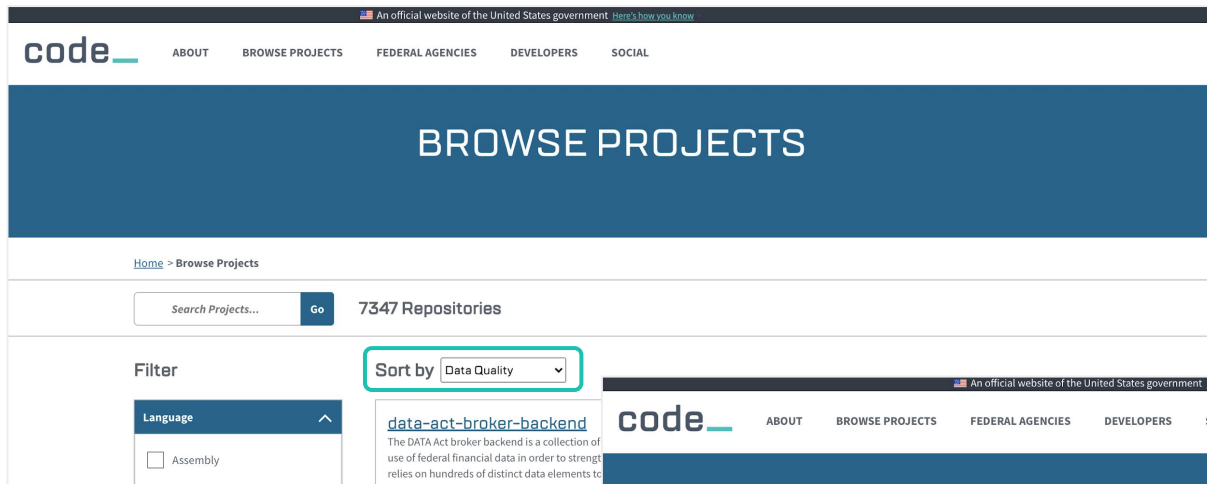 An official website of the United States government Here's how you know
code_ ABOUT BROWSE PROJECTS FEDERAL AGENCIES DEVELOPERS SOCIAL
BROWSE PROJECTS
Home > Browse Projects
Search Projects... Go 7347 Repositories
Filter
Sort by Data Quality
Language
Assembly
data-act-broker-backend
The DATA Act broker backend is a collection of
use of federal financial data in order to strengt
relies on hundreds of distinct data elements to
An official website of the United States government
code_ ABOUT BROWSE PROJECTS FEDERAL AGENCIES DEVELOPERS